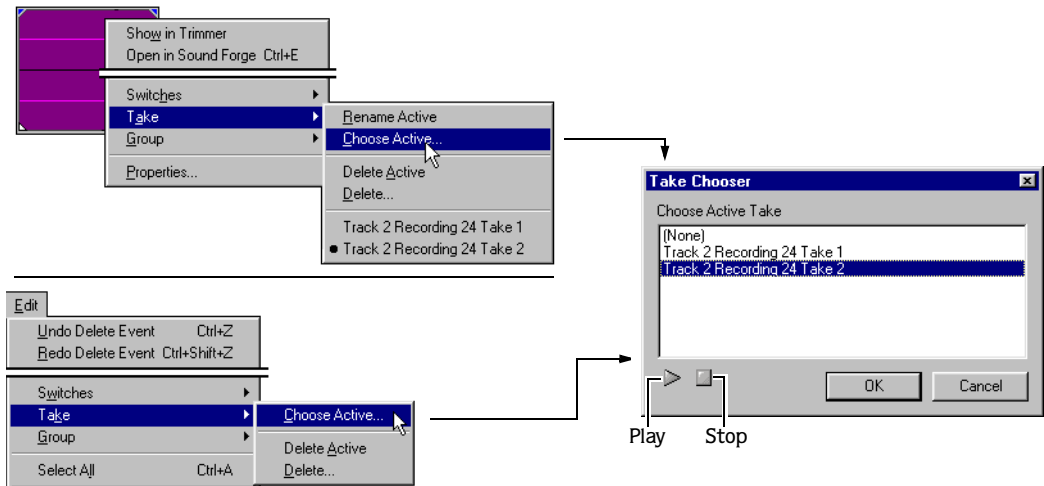 Show in Trimmer
Open in Sound Forge Ctrl+E
Switches
Take
Group
Properties...
Rename Active
Choose Active...
Delete Active
Delete...
Track 2 Recording 24 Take 1
Track 2 Recording 24 Take 2
Take Chooser
Choose Active Take
(None)
Track 2 Recording 24 Take 1
Track 2 Recording 24 Take 2
OK
Cancel
Play
Stop
Edit
Undo Delete Event Ctrl+Z
Redo Delete Event Ctrl+Shift+Z
Switches
Take
Group
Select All Ctrl+A
Choose Active...
Delete Active
Delete...